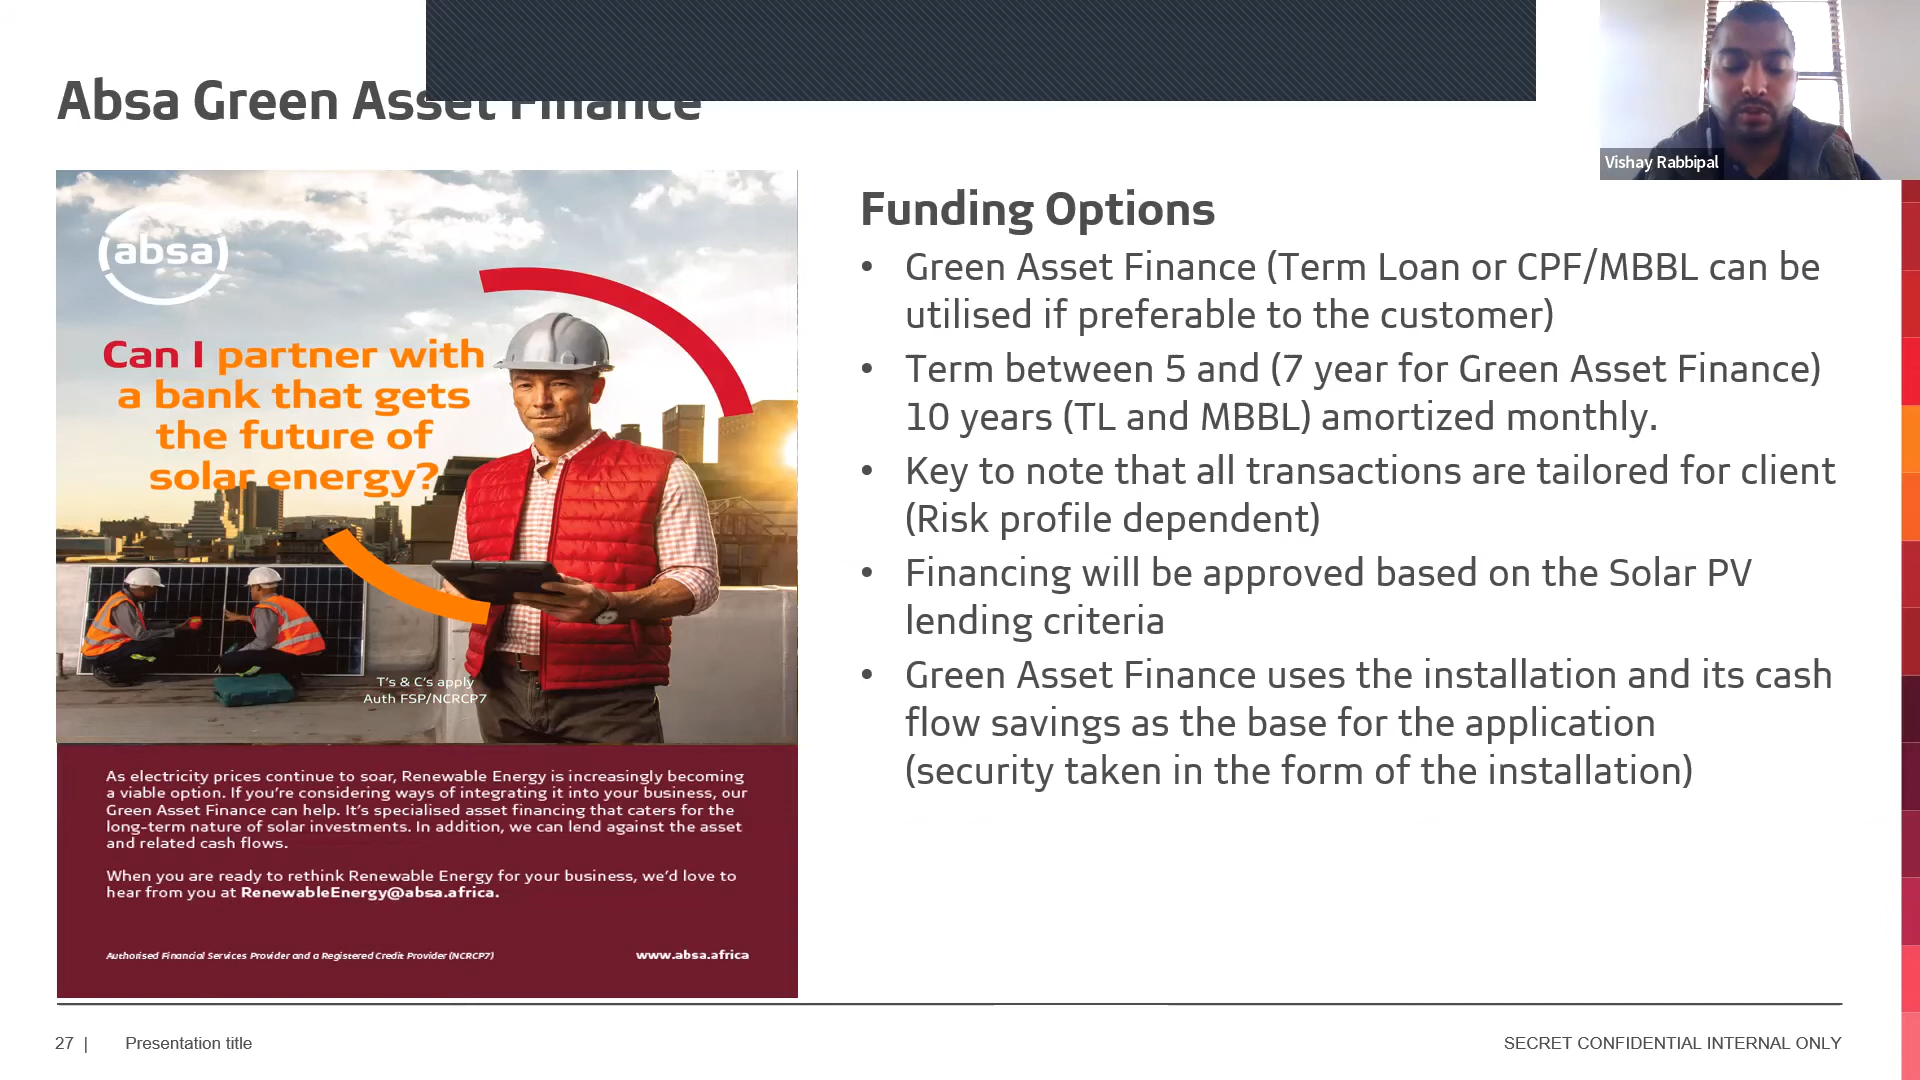 Absa Green Asset Finance
Vishay Rabbipal
absa
Can I partner with
a bank that gets
the future of
solar energy?
T's & C's apply
Auth FSP/NCRCP7
As electricity prices continue to soar, Renewable Energy is increasingly becoming
a viable option. If you're considering ways of integrating it into your business, our
Green Asset Finance can help. It's specialised asset financing that caters for the
long-term nature of solar investments. In addition, we can lend against the asset
and related cash flows.
When you are ready to rethink Renewable Energy for your business, we'd love to
hear from you at RenewableEnergy@absa.africa.
Authorised Financial Services Provider and a Registered Credit Provider (NCRCP7)
www.absa.africa
Funding Options
• Green Asset Finance (Term Loan or CPF/MBBL can be
utilised if preferable to the customer)
• Term between 5 and (7 year for Green Asset Finance)
10 years (TL and MBBL) amortized monthly.
• Key to note that all transactions are tailored for client
(Risk profile dependent)
• Financing will be approved based on the Solar PV
lending criteria
• Green Asset Finance uses the installation and its cash
flow savings as the base for the application
(security taken in the form of the installation)
27 |
Presentation title
SECRET CONFIDENTIAL INTERNAL ONLY